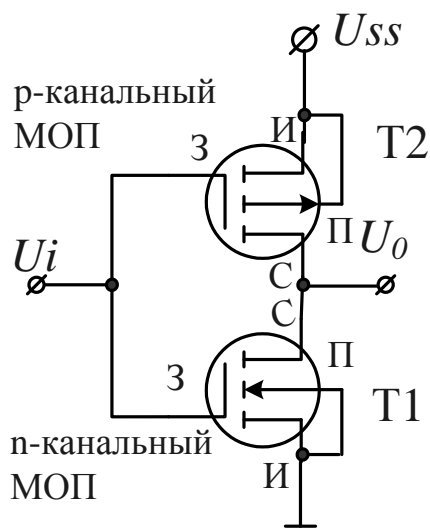 Uss
p-канальный
МОП
З
И
T2
П
U0
Ui
С
С
З
П
T1
n-канальный
МОП
И